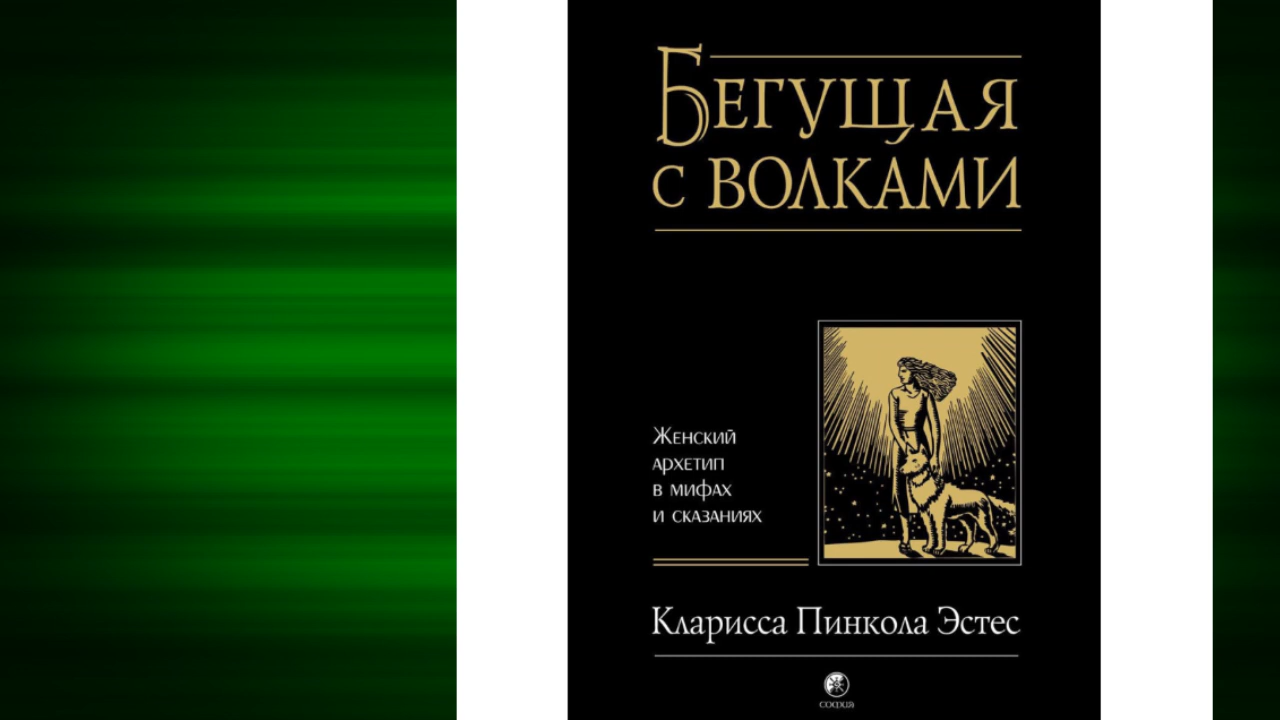 Бегущая
с волками
Женский
архетип
в мифах
и сказаниях
Кларисса Пинкола Эстес
София